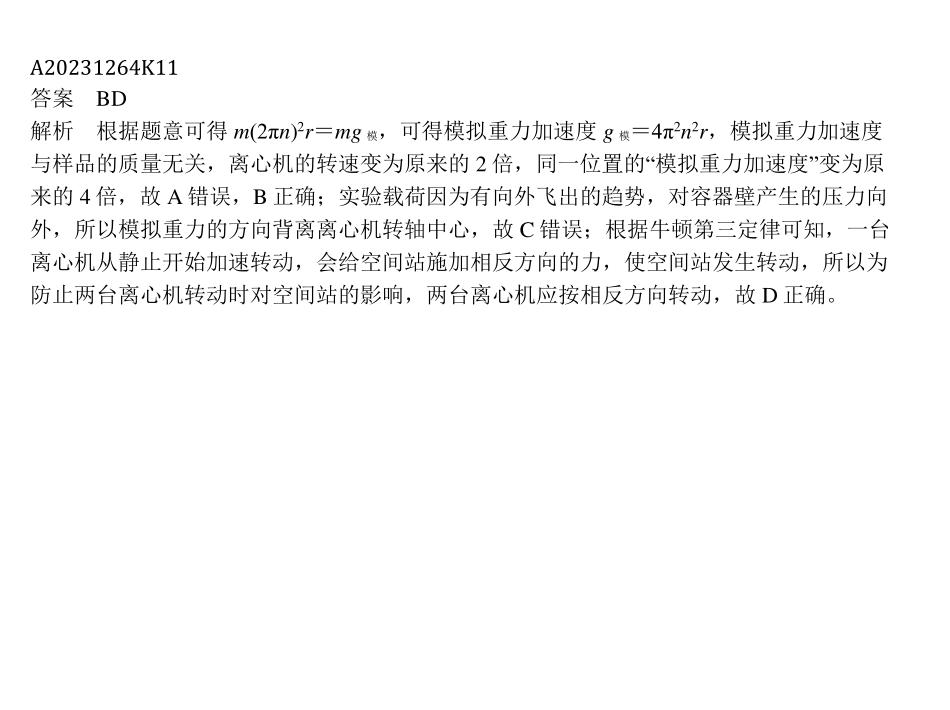 A20231264K11
答案 BD
解析 根据题意可得 m(2πn)²r＝mg模，可得模拟重力加速度 g模＝4π²n²r，模拟重力加速度
与样品的质量无关，离心机的转速变为原来的 2 倍，同一位置的“模拟重力加速度”变为原
来的 4 倍，故 A 错误，B 正确；实验载荷因为有向外飞出的趋势，对容器壁产生的压力向
外，所以模拟重力的方向背离离心机转轴中心，故 C 错误；根据牛顿第三定律可知，一台
离心机从静止开始加速转动，会给空间站施加相反方向的力，使空间站发生转动，所以为
防止两台离心机转动时对空间站的影响，两台离心机应按相反方向转动，故 D 正确。